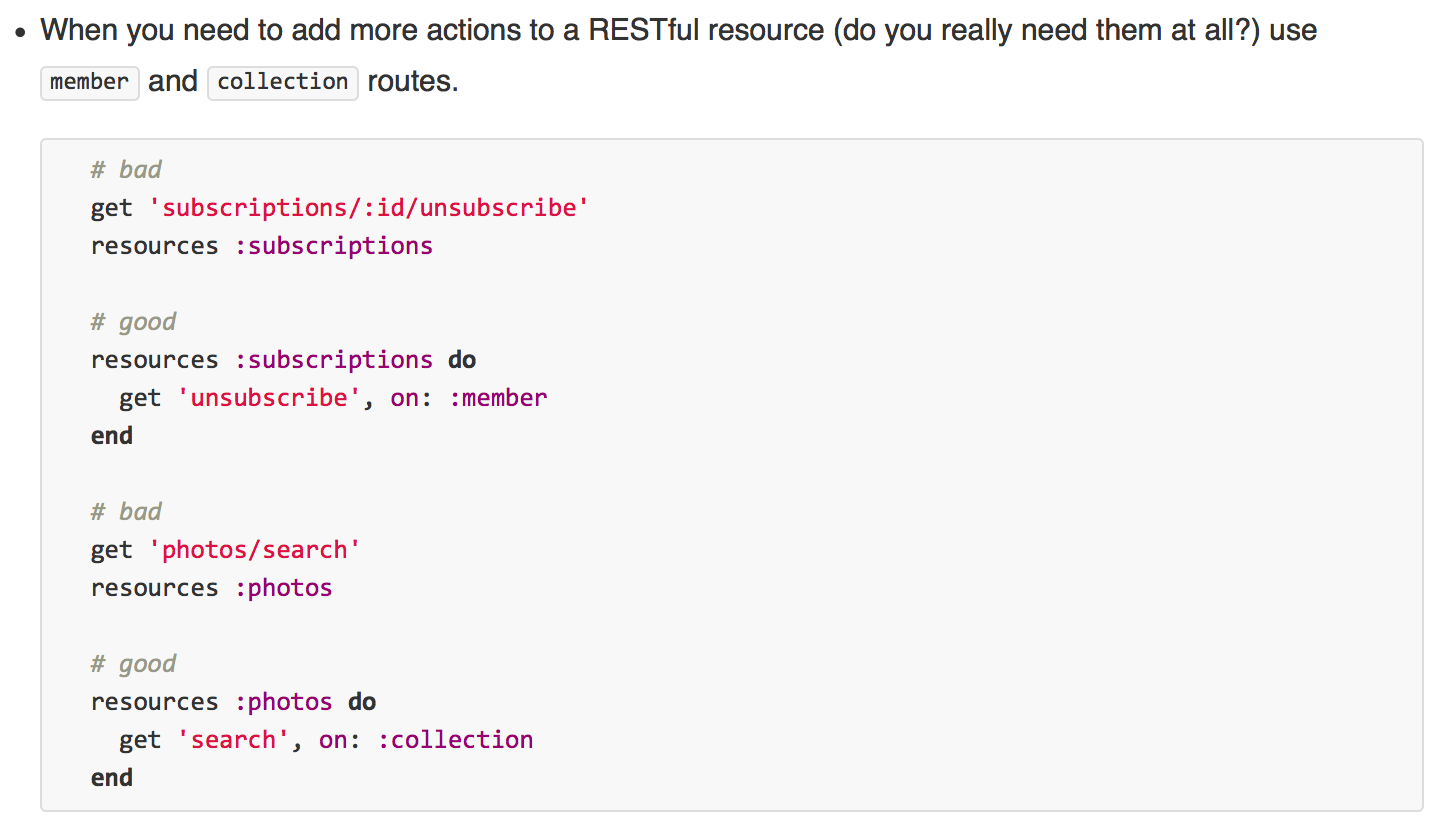 When you need to add more actions to a RESTful resource (do you really need them at all?) use
member and collection routes.
# bad
get 'subscriptions/:id/unsubscribe'
resources :subscriptions
# good
resources :subscriptions do
  get 'unsubscribe', on: :member
end
# bad
get 'photos/search'
resources :photos
# good
resources :photos do
  get 'search', on: :collection
end